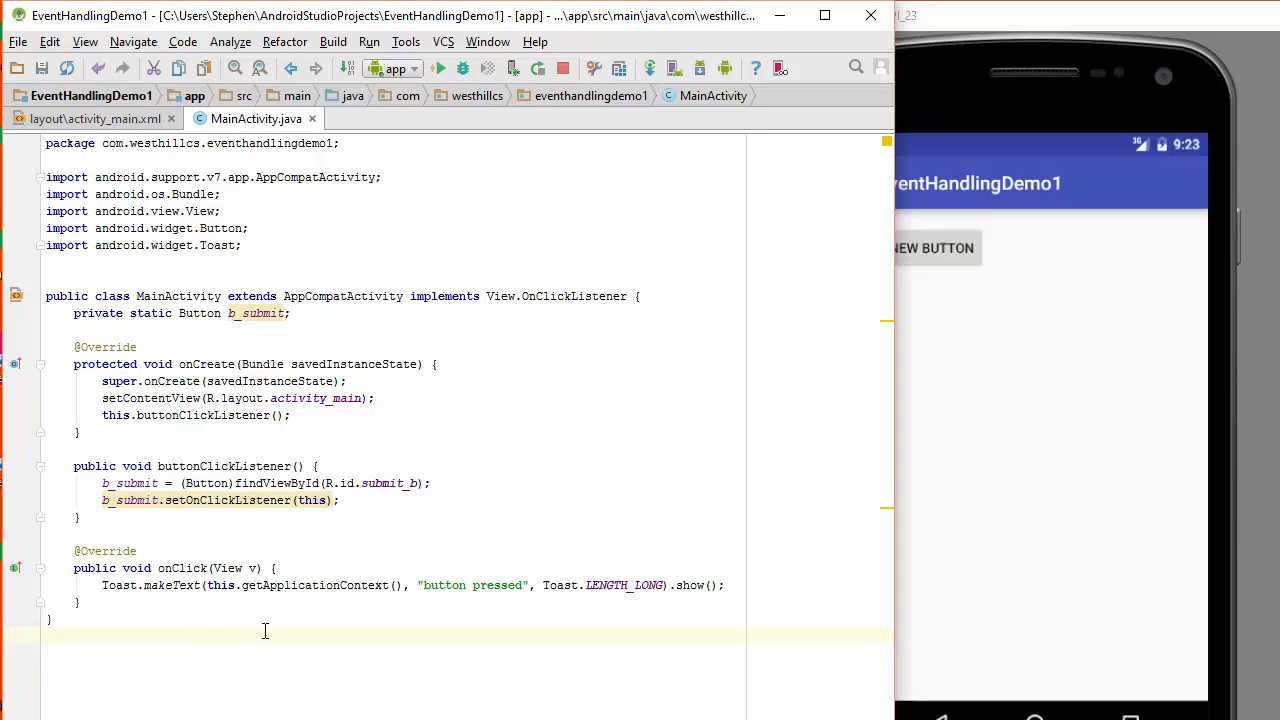 EventHandlingDemo1 - [C:\Users\Stephen\AndroidStudioProjects\EventHandlingDemo1] - [app] - ...\app\src\main\java\com\westhillc...
File Edit View Navigate Analyze Refactor Build Run Tools VCS Window Help
app
EventHandlingDemo1 app src main java com westhillcs eventhandlingdemo1 MainActivity
layout\activity_main.xml MainActivity.java
package com.westhillcs.eventhandlingdemo1;
import android.support.v7.app.AppCompatActivity;
import android.os.Bundle;
import android.view.View;
import android.widget.Button;
import android.widget.Toast;
public class MainActivity extends AppCompatActivity implements View.OnClickListener {
private static Button b_submit;
@Override
protected void onCreate(Bundle savedInstanceState) {
super.onCreate(savedInstanceState);
setContentView(R.layout.activity_main);
this.buttonClickListener();
}
public void buttonClickListener() {
b_submit = (Button)findViewById(R.id.submit_b);
b_submit.setOnClickListener(this);
}
@Override
public void onClick(View v) {
Toast.makeText(this.getApplicationContext(), "button pressed", Toast.LENGTH_LONG).show();
}
}
_23
3G 9:23
entHandlingDemo1
NEW BUTTON